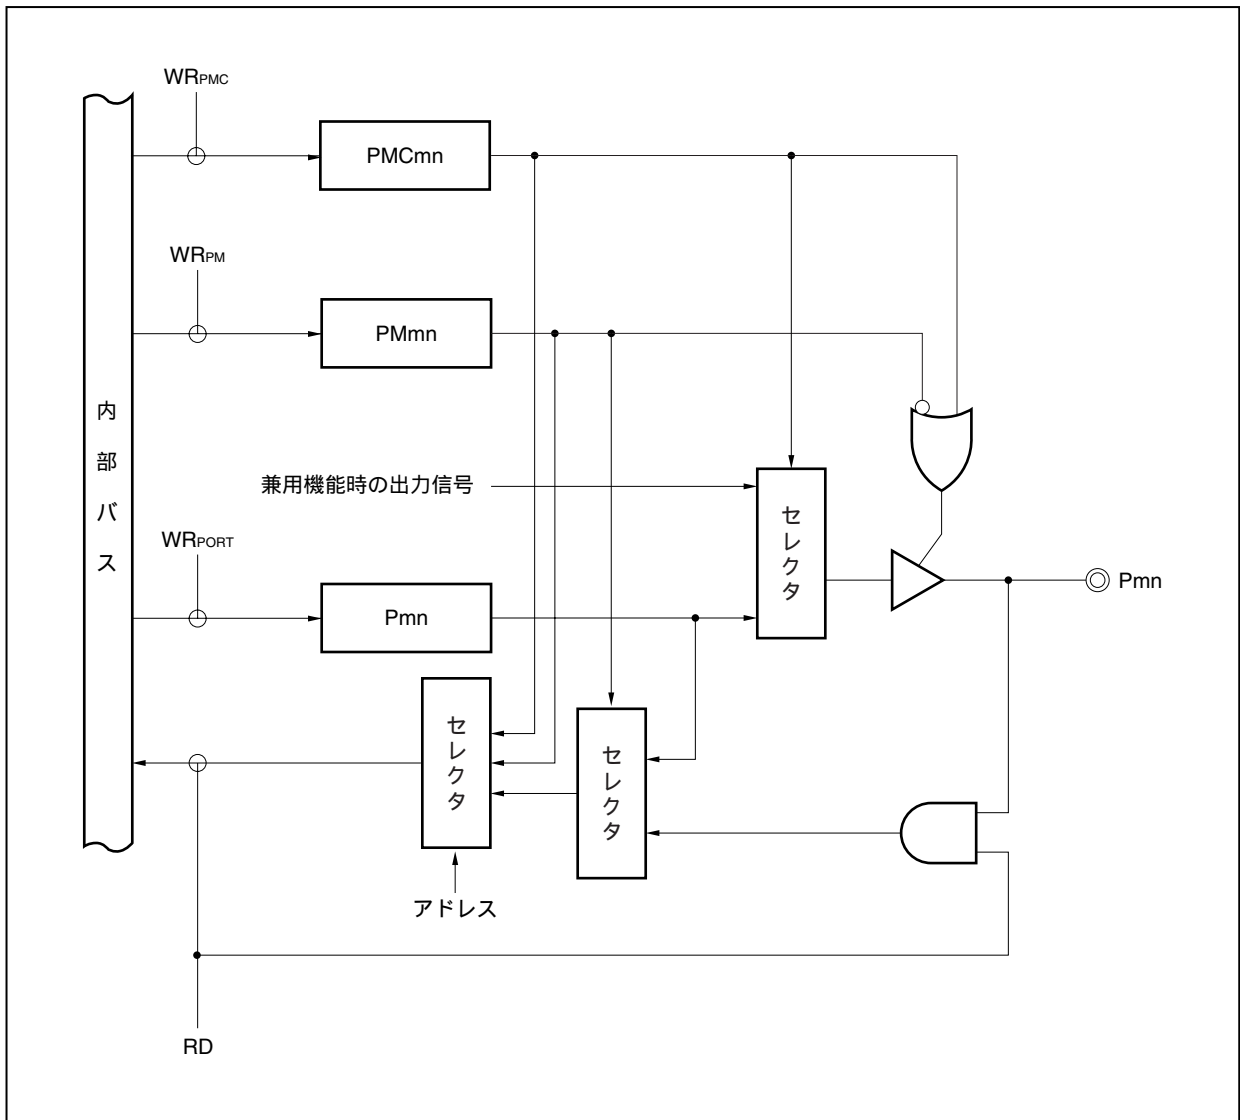 WRPMC
PMCmn
WRPM
PMmn
内部バス
兼用機能時の出力信号
セレクタ
WRPORT
Pmn
Pmn
セレクタ
セレクタ
アドレス
RD